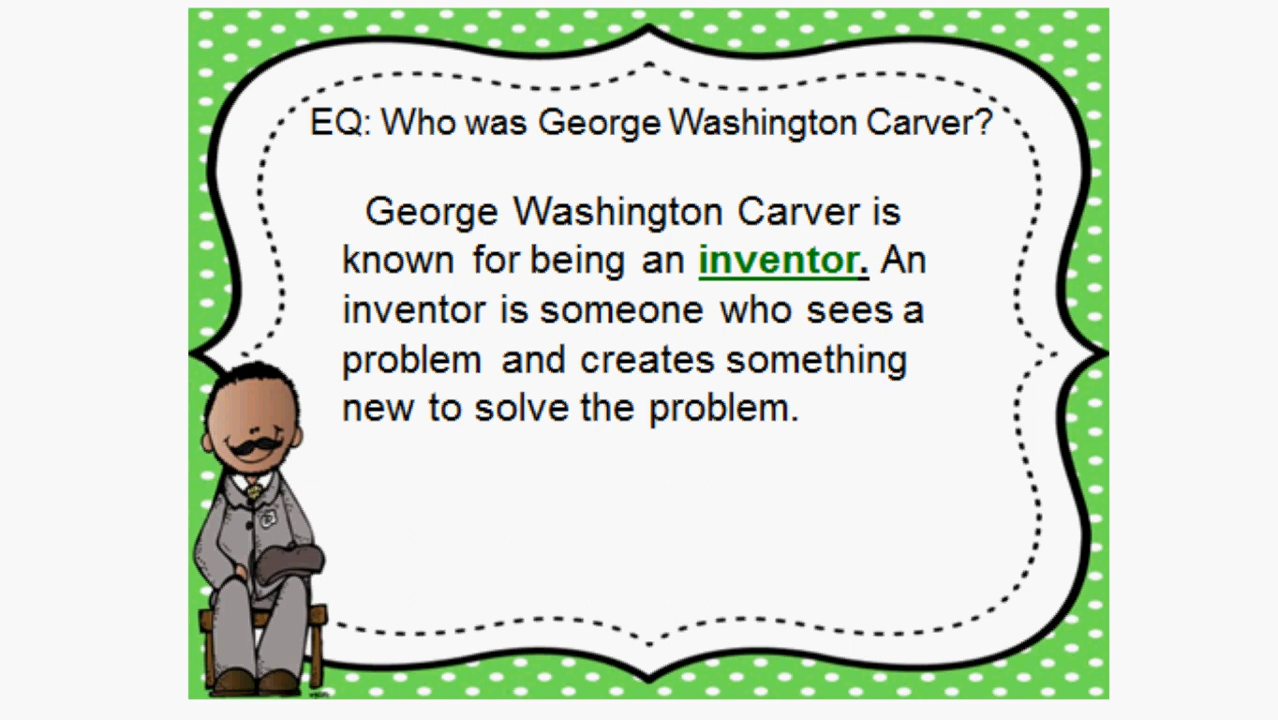 EQ: Who was George Washington Carver?
George Washington Carver is
known for being an inventor. An
inventor is someone who sees a
problem and creates something
new to solve the problem.